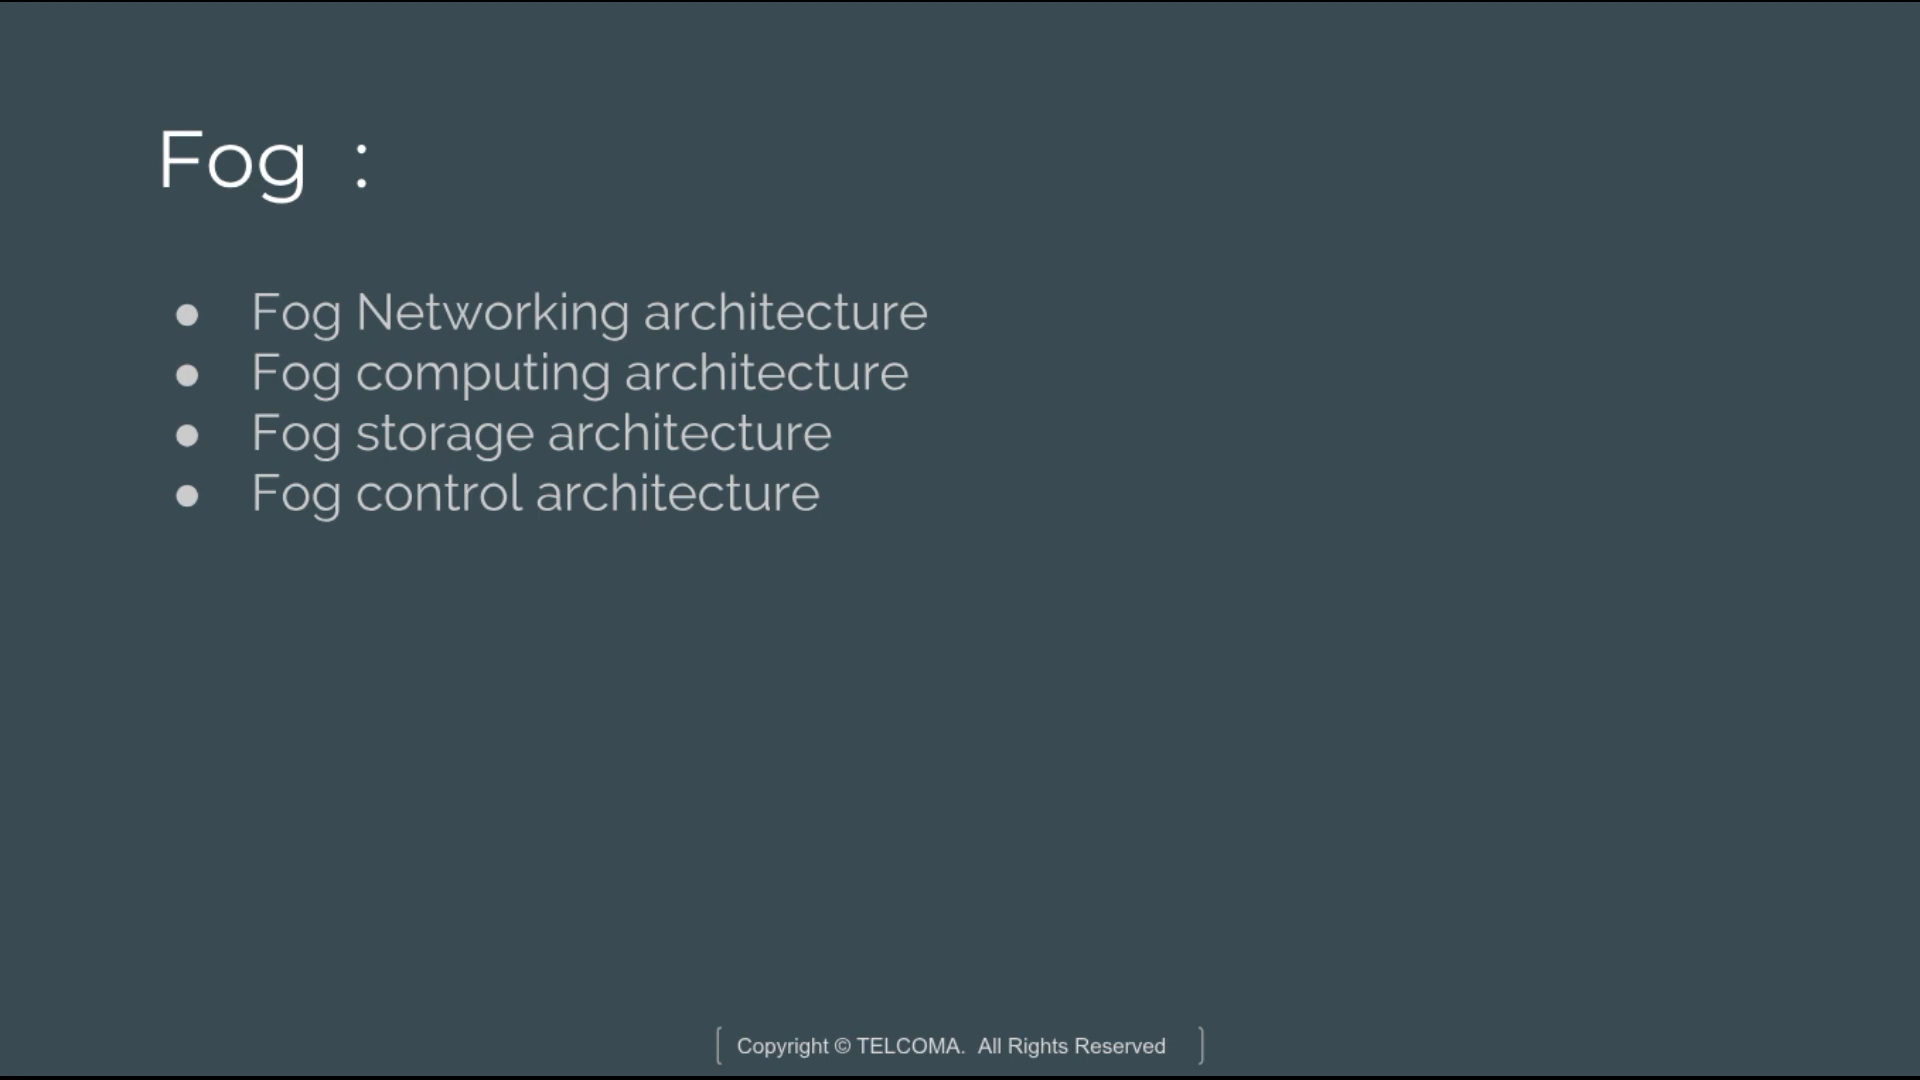 Fog :
● Fog Networking architecture
● Fog computing architecture
● Fog storage architecture
● Fog control architecture
[ Copyright © TELCOMA. All Rights Reserved ]